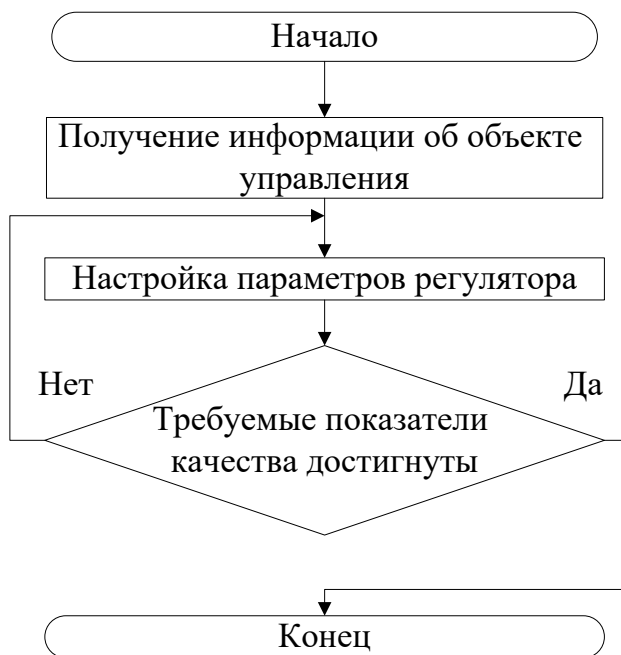 Начало
Получение информации об объекте
управления
Настройка параметров регулятора
Нет
Да
Требуемые показатели
качества достигнуты
Конец